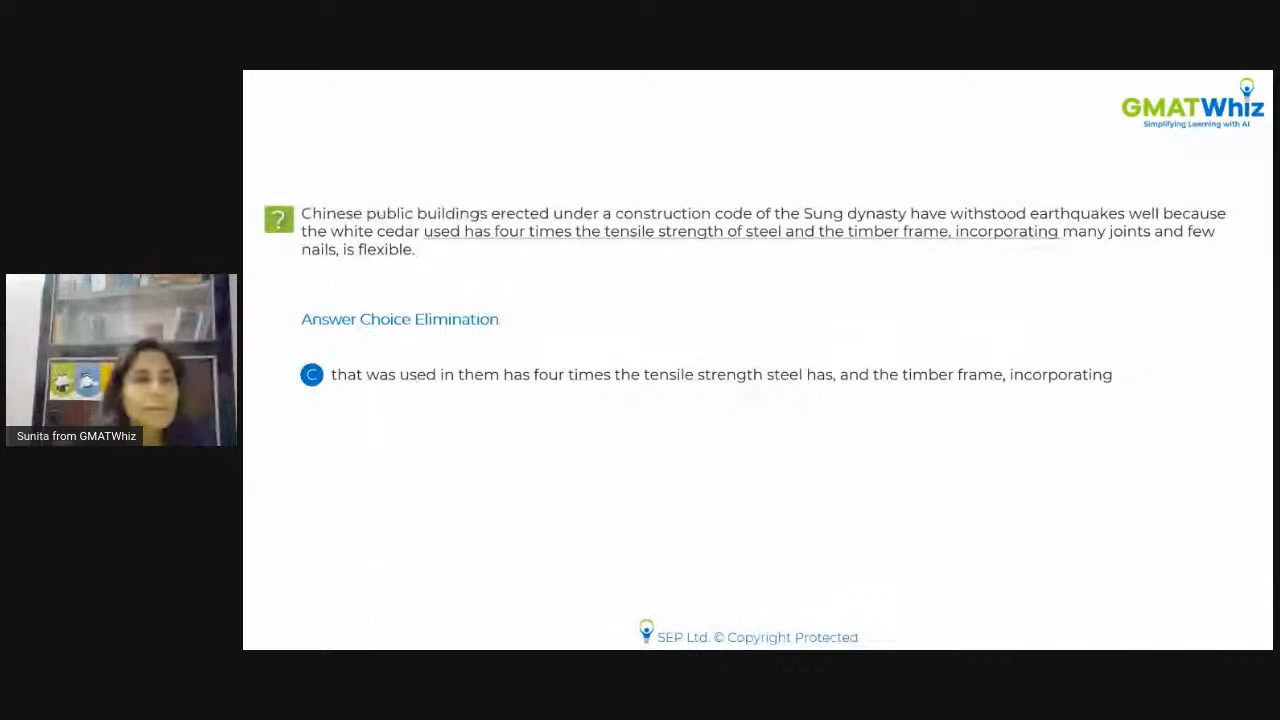 GMATWhiz
Simplifying Learning with AI
? Chinese public buildings erected under a construction code of the Sung dynasty have withstood earthquakes well because
the white cedar used has four times the tensile strength of steel and the timber frame, incorporating many joints and few
nails, is flexible.
Answer Choice Elimination
C that was used in them has four times the tensile strength steel has, and the timber frame, incorporating
Sunita from GMATWhiz
SEP Ltd. © Copyright Protected